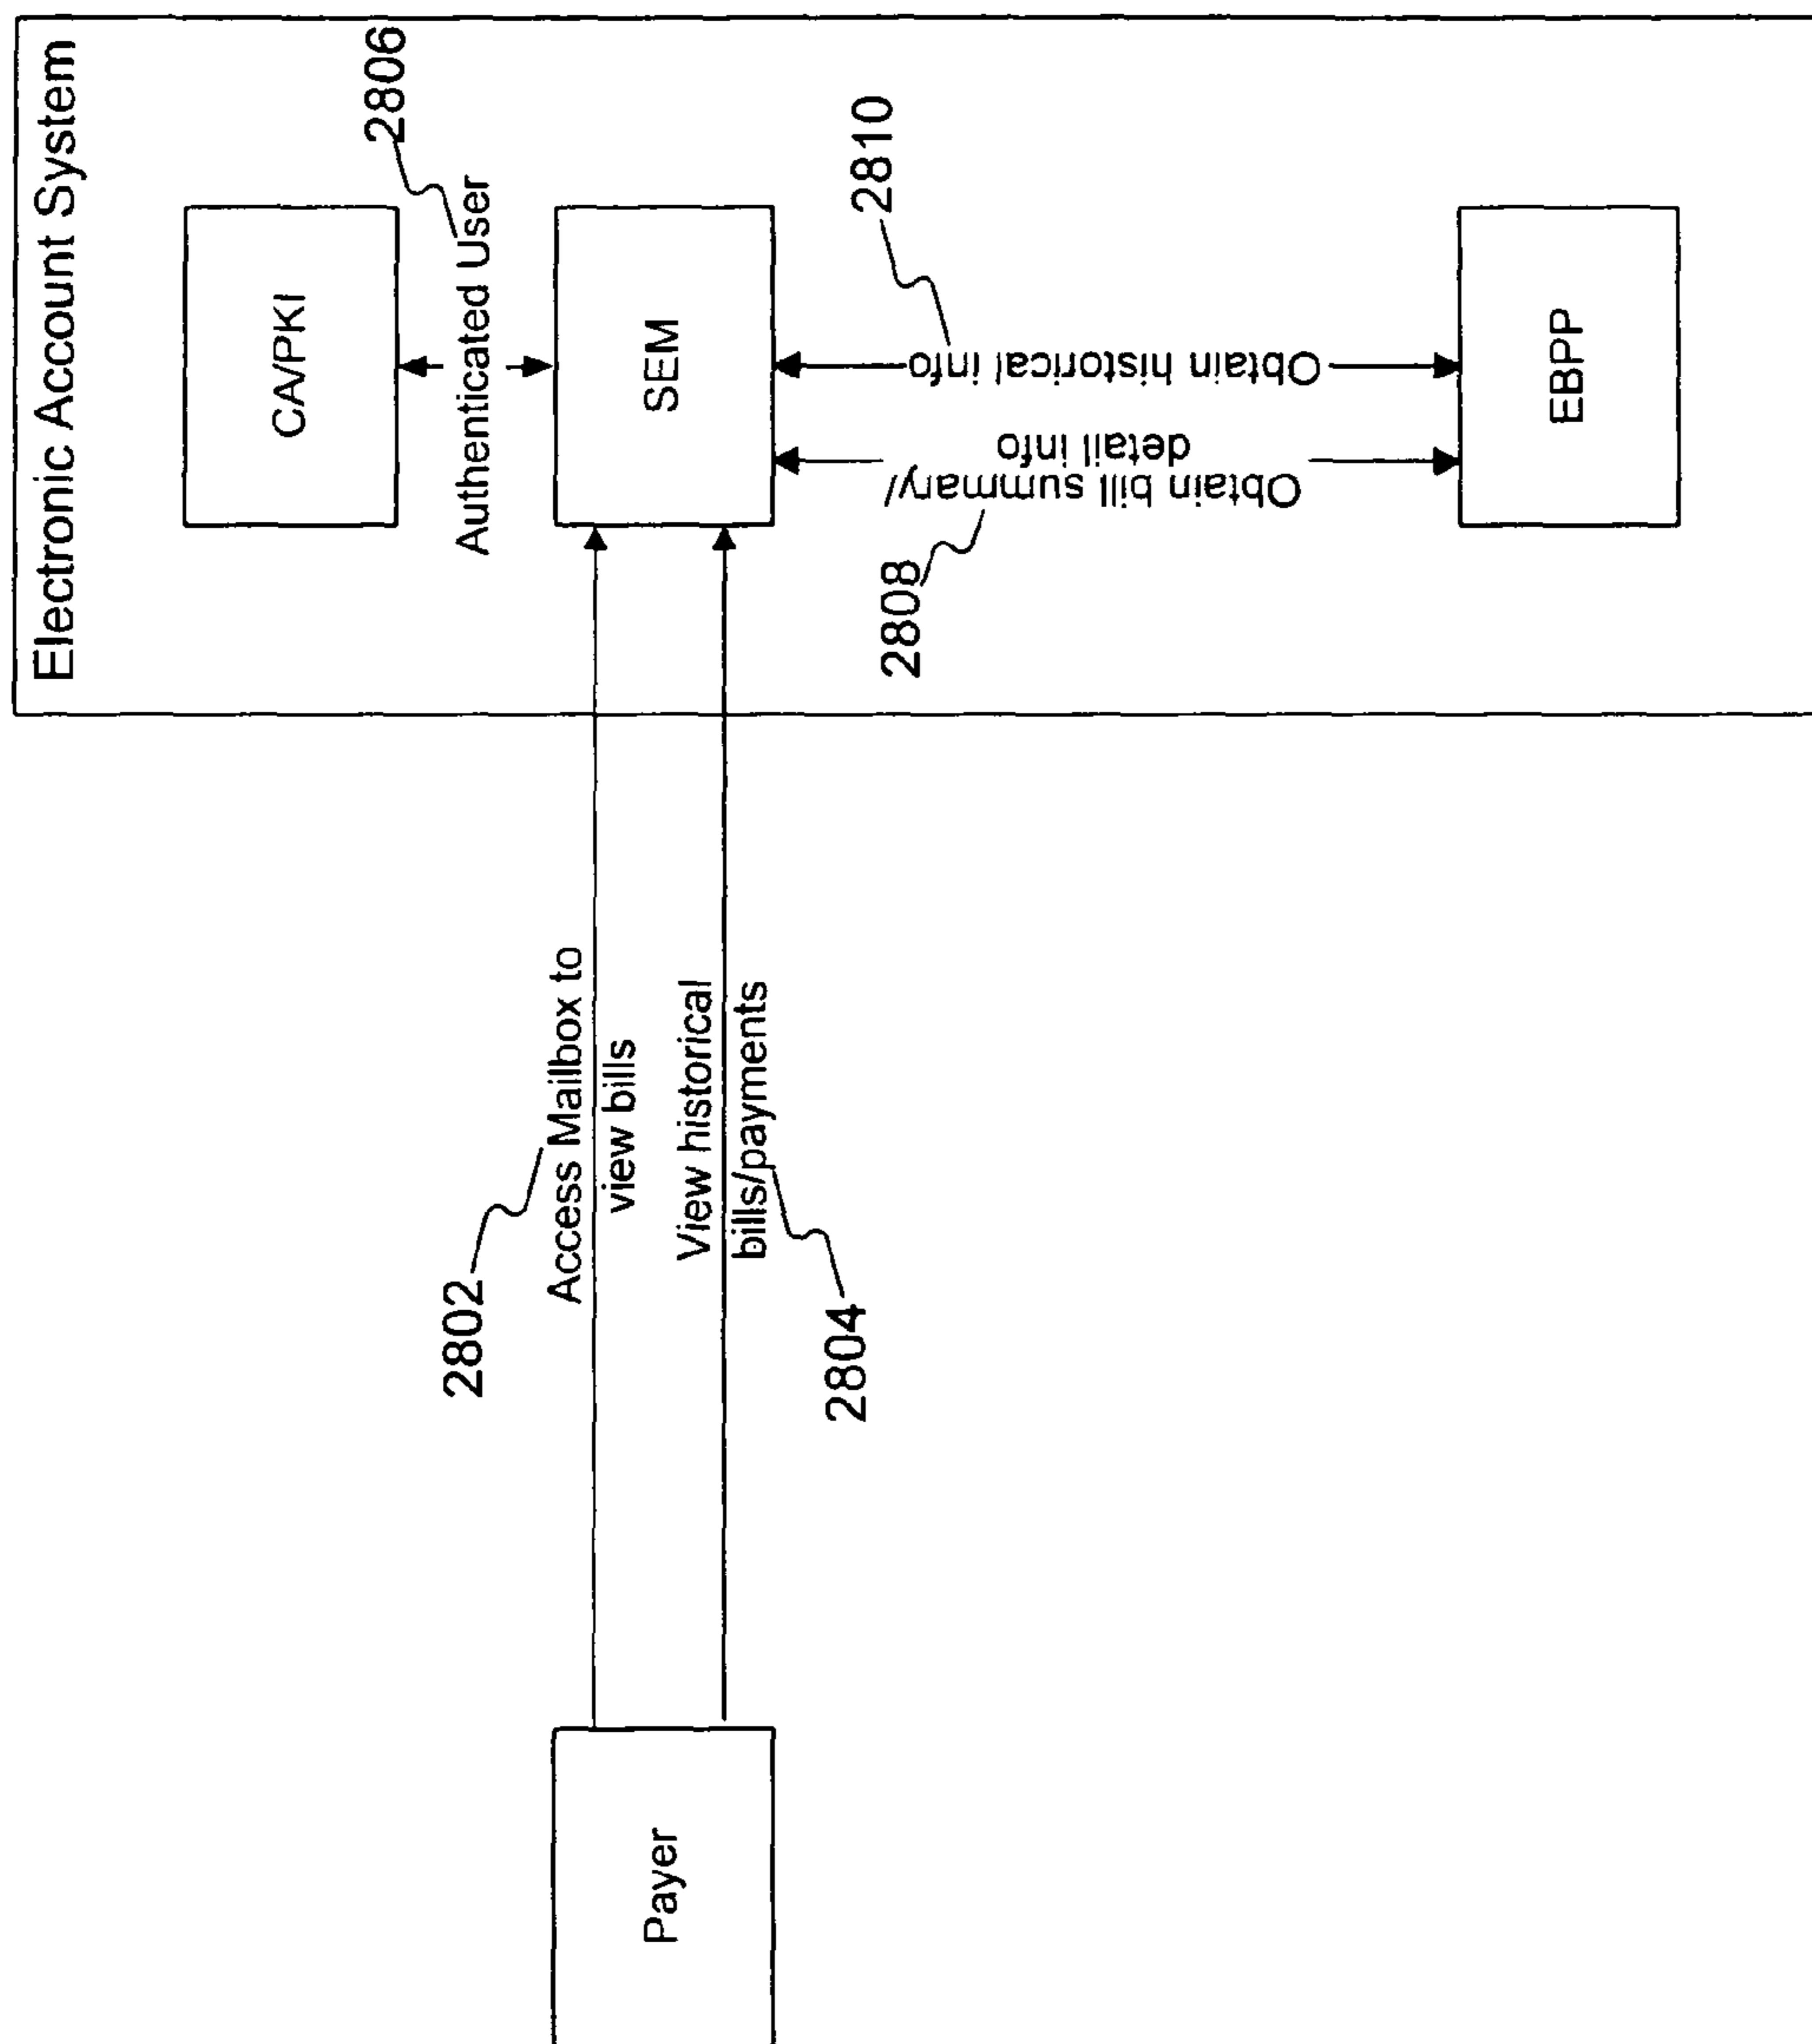 Electronic Account System
CA/PKI
2806
Authenticated User
2802
Access Mailbox to
view bills
SEM
Payer
View historical
bills/payments
2804
2808
2810
Obtain bill summary/
detail info
Obtain historical info
EBPP